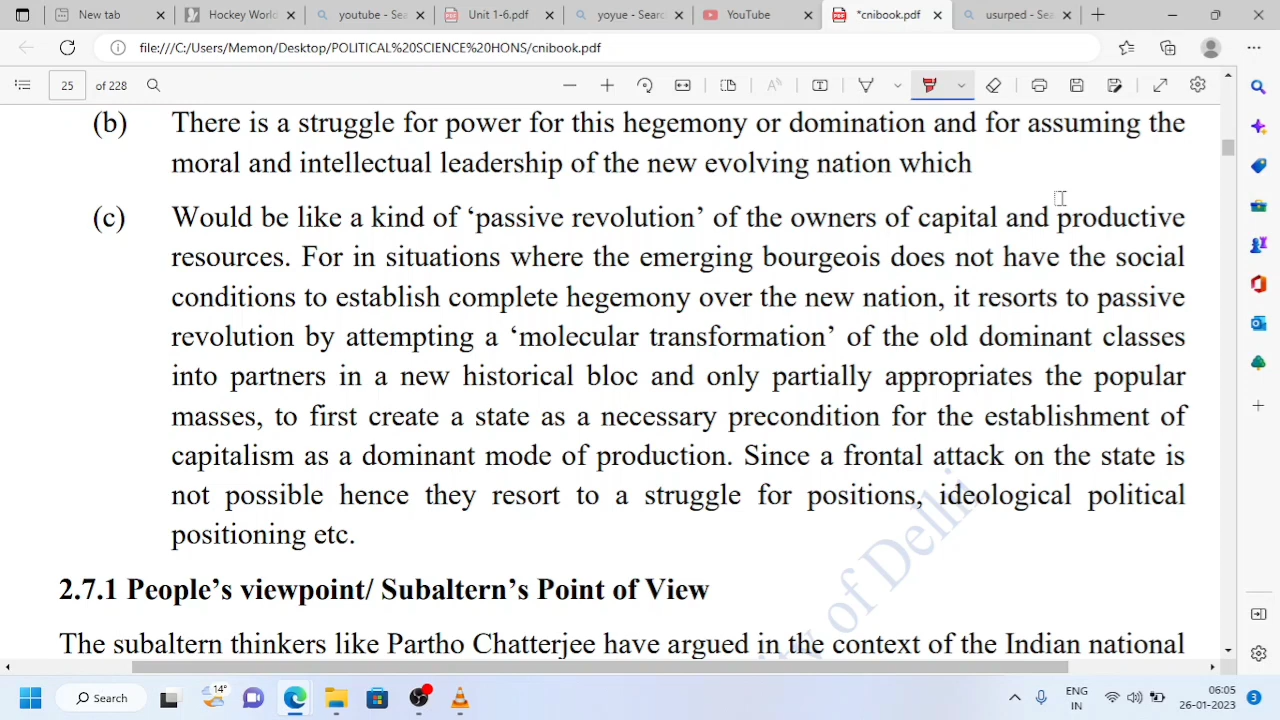 New tab
Hockey World
youtube - Sea
Unit 1-6.pdf
yoyue - Search
YouTube
*cnibook.pdf
usurped - Sea
file:///C:/Users/Memon/Desktop/POLITICAL%20SCIENCE%20HONS/cnibook.pdf
25 of 228
(b) There is a struggle for power for this hegemony or domination and for assuming the
moral and intellectual leadership of the new evolving nation which
(c) Would be like a kind of ‘passive revolution’ of the owners of capital and productive
resources. For in situations where the emerging bourgeois does not have the social
conditions to establish complete hegemony over the new nation, it resorts to passive
revolution by attempting a ‘molecular transformation’ of the old dominant classes
into partners in a new historical bloc and only partially appropriates the popular
masses, to first create a state as a necessary precondition for the establishment of
capitalism as a dominant mode of production. Since a frontal attack on the state is
not possible hence they resort to a struggle for positions, ideological political
positioning etc.
2.7.1 People’s viewpoint/ Subaltern’s Point of View
The subaltern thinkers like Partho Chatterjee have argued in the context of the Indian national
y of Delhi
14°
Search
ENG
IN
06:05
26-01-2023
3